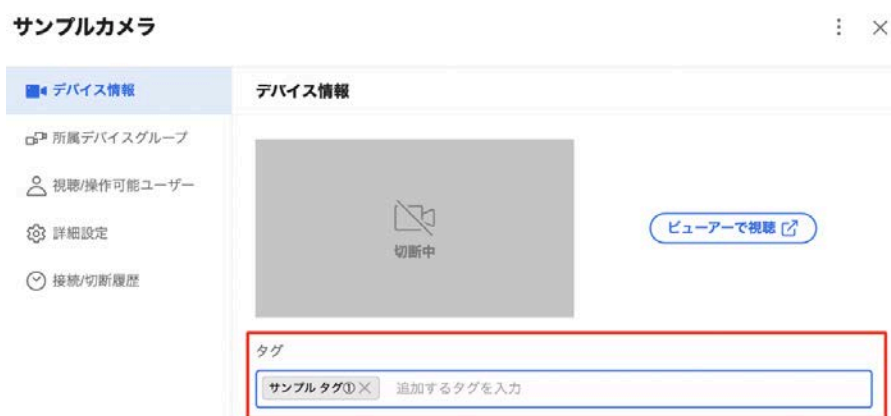 サンプルカメラ
デバイス情報
所属デバイスグループ
視聴/操作可能ユーザー
詳細設定
接続/切断履歴
デバイス情報
切断中
ビューアーで視聴
タグ
サンプル タグ①
追加するタグを入力